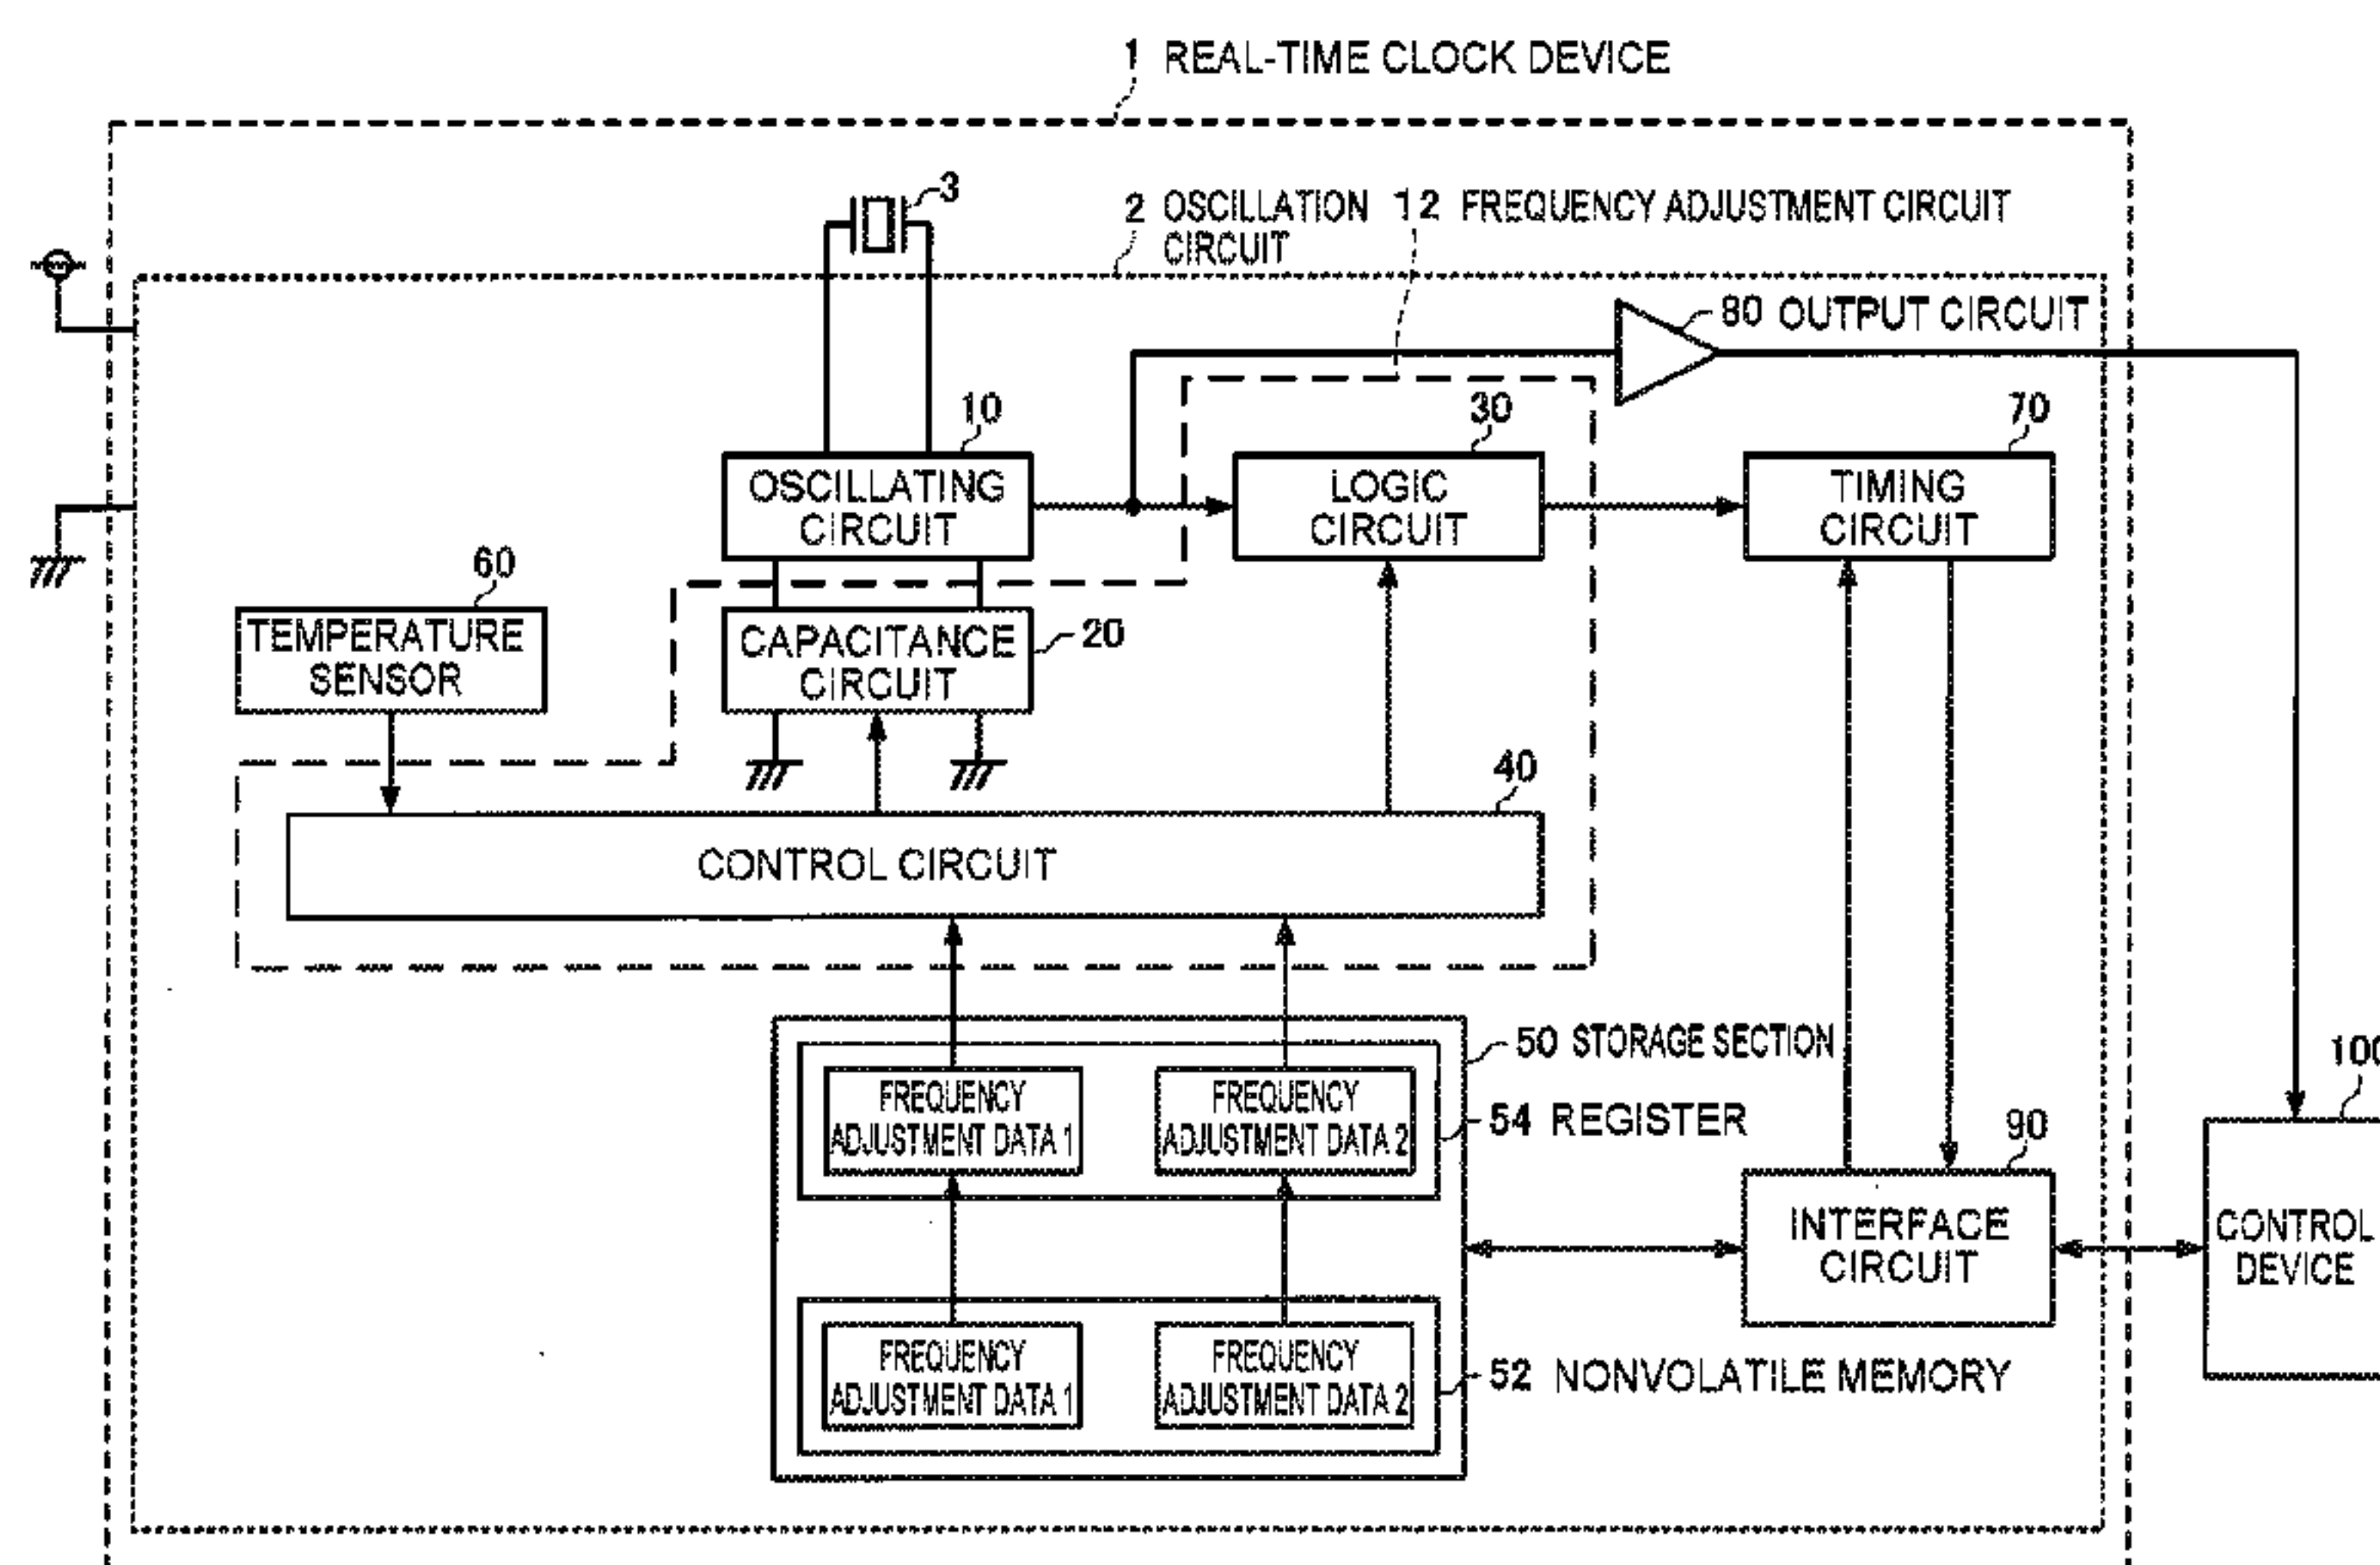 1 REAL-TIME CLOCK DEVICE
3
2 OSCILLATION CIRCUIT
12 FREQUENCY ADJUSTMENT CIRCUIT
80 OUTPUT CIRCUIT
10
30
70
OSCILLATING
CIRCUIT
LOGIC
CIRCUIT
TIMING
CIRCUIT
60
TEMPERATURE
SENSOR
CAPACITANCE
CIRCUIT
20
40
CONTROL CIRCUIT
50 STORAGE SECTION
100
FREQUENCY
ADJUSTMENT DATA 1
FREQUENCY
ADJUSTMENT DATA 2
54 REGISTER
90
INTERFACE
CIRCUIT
CONTROL
DEVICE
FREQUENCY
ADJUSTMENT DATA 1
FREQUENCY
ADJUSTMENT DATA 2
52 NONVOLATILE MEMORY